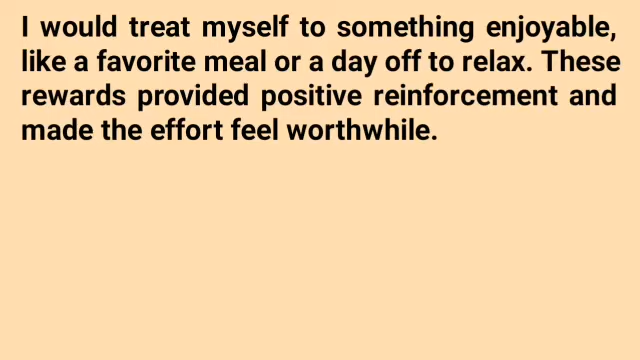 I would treat myself to something enjoyable,
like a favorite meal or a day off to relax. These
rewards provided positive reinforcement and
made the effort feel worthwhile.